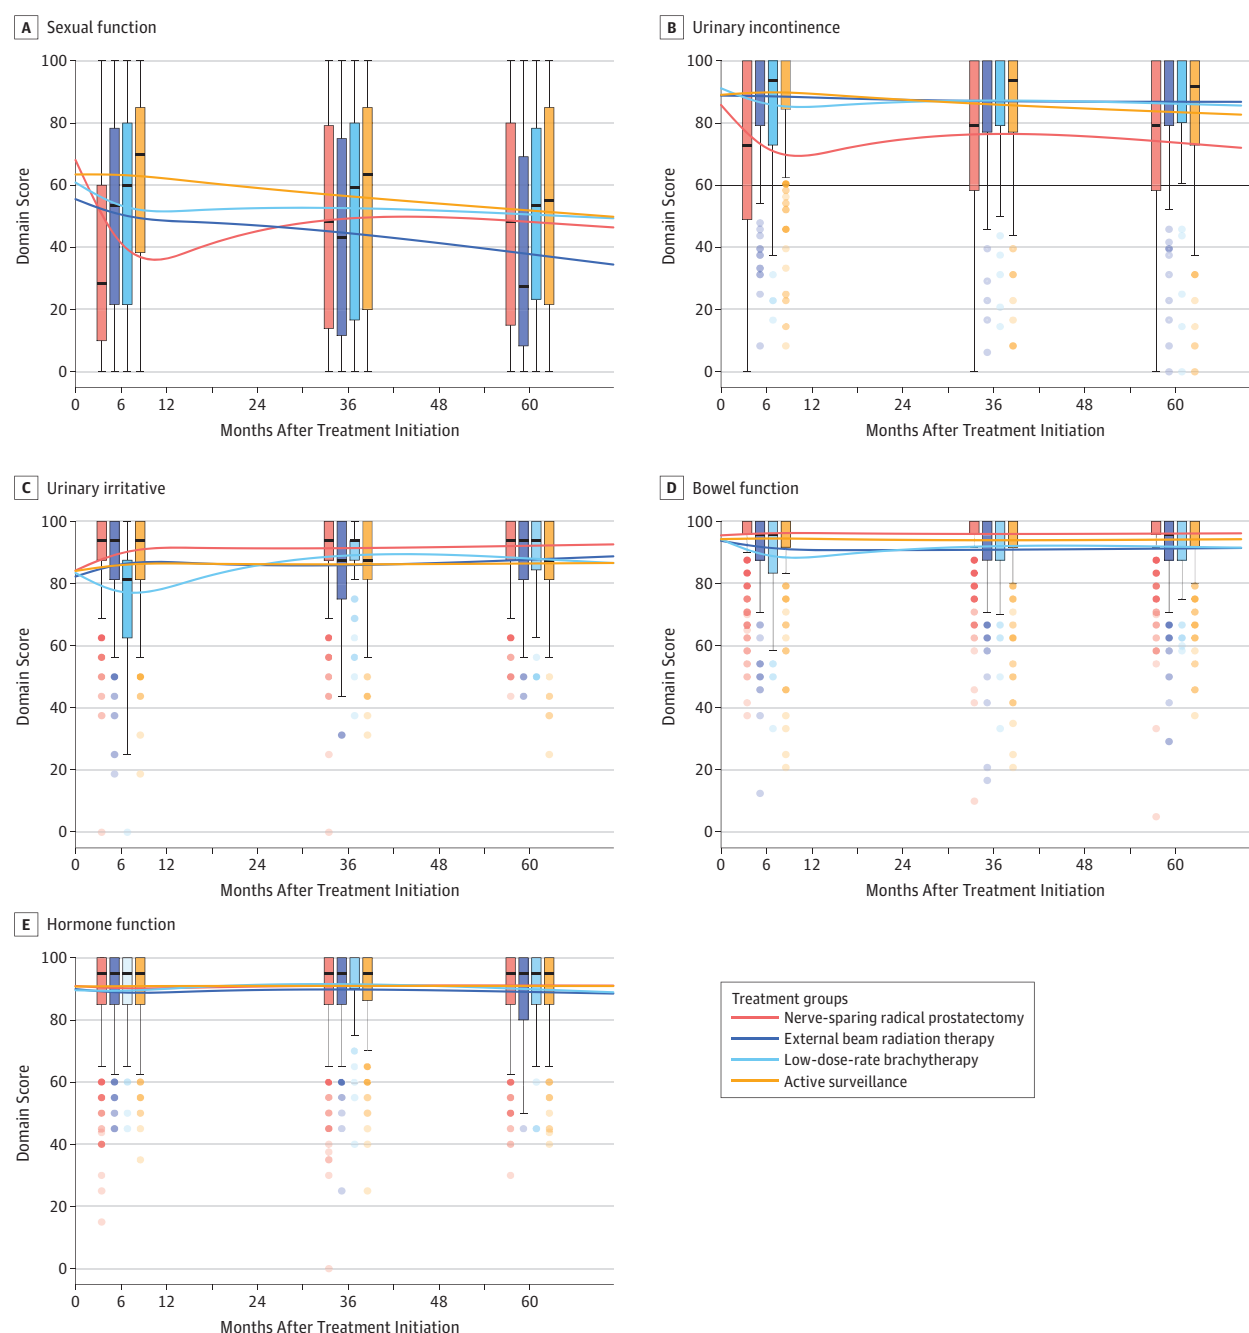 A Sexual function
100
80
60
40
20
0
Domain Score
0 6 12 24 36 48 60
Months After Treatment Initiation
B Urinary incontinence
100
80
60
40
20
0
Domain Score
0 6 12 24 36 48 60
Months After Treatment Initiation
C Urinary irritative
100
80
60
40
20
0
Domain Score
0 6 12 24 36 48 60
Months After Treatment Initiation
D Bowel function
100
80
60
40
20
0
Domain Score
0 6 12 24 36 48 60
Months After Treatment Initiation
E Hormone function
100
80
60
40
20
0
Domain Score
0 6 12 24 36 48 60
Months After Treatment Initiation
Treatment groups
Nerve-sparing radical prostatectomy
External beam radiation therapy
Low-dose-rate brachytherapy
Active surveillance